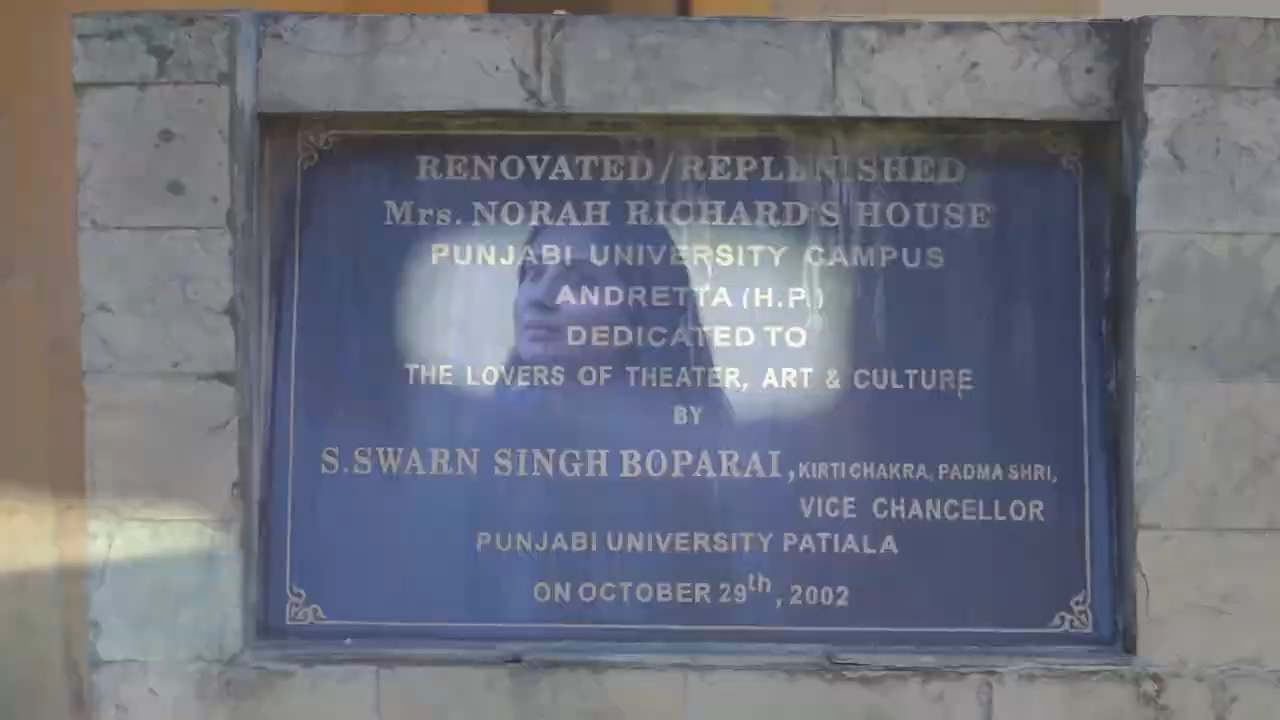 RENOVATED/REPLENISHED
Mrs. NORAH RICHARD'S HOUSE
PUNJABI UNIVERSITY CAMPUS
ANDRETTA (H.P.)
DEDICATED TO
THE LOVERS OF THEATER, ART & CULTURE
BY
S.SWARN SINGH BOPARAI, KIRTI CHAKRA, PADMA SHRI,
VICE CHANCELLOR
PUNJABI UNIVERSITY PATIALA
ON OCTOBER 29th, 2002